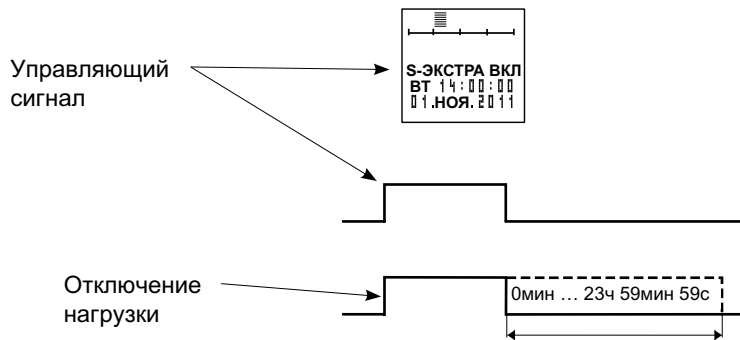 S-ЭКСТРА ВКЛ
ВТ 14:00:00
01.НОЯ.2011
Управляющий
сигнал
Отключение
нагрузки
0мин … 23ч 59мин 59с